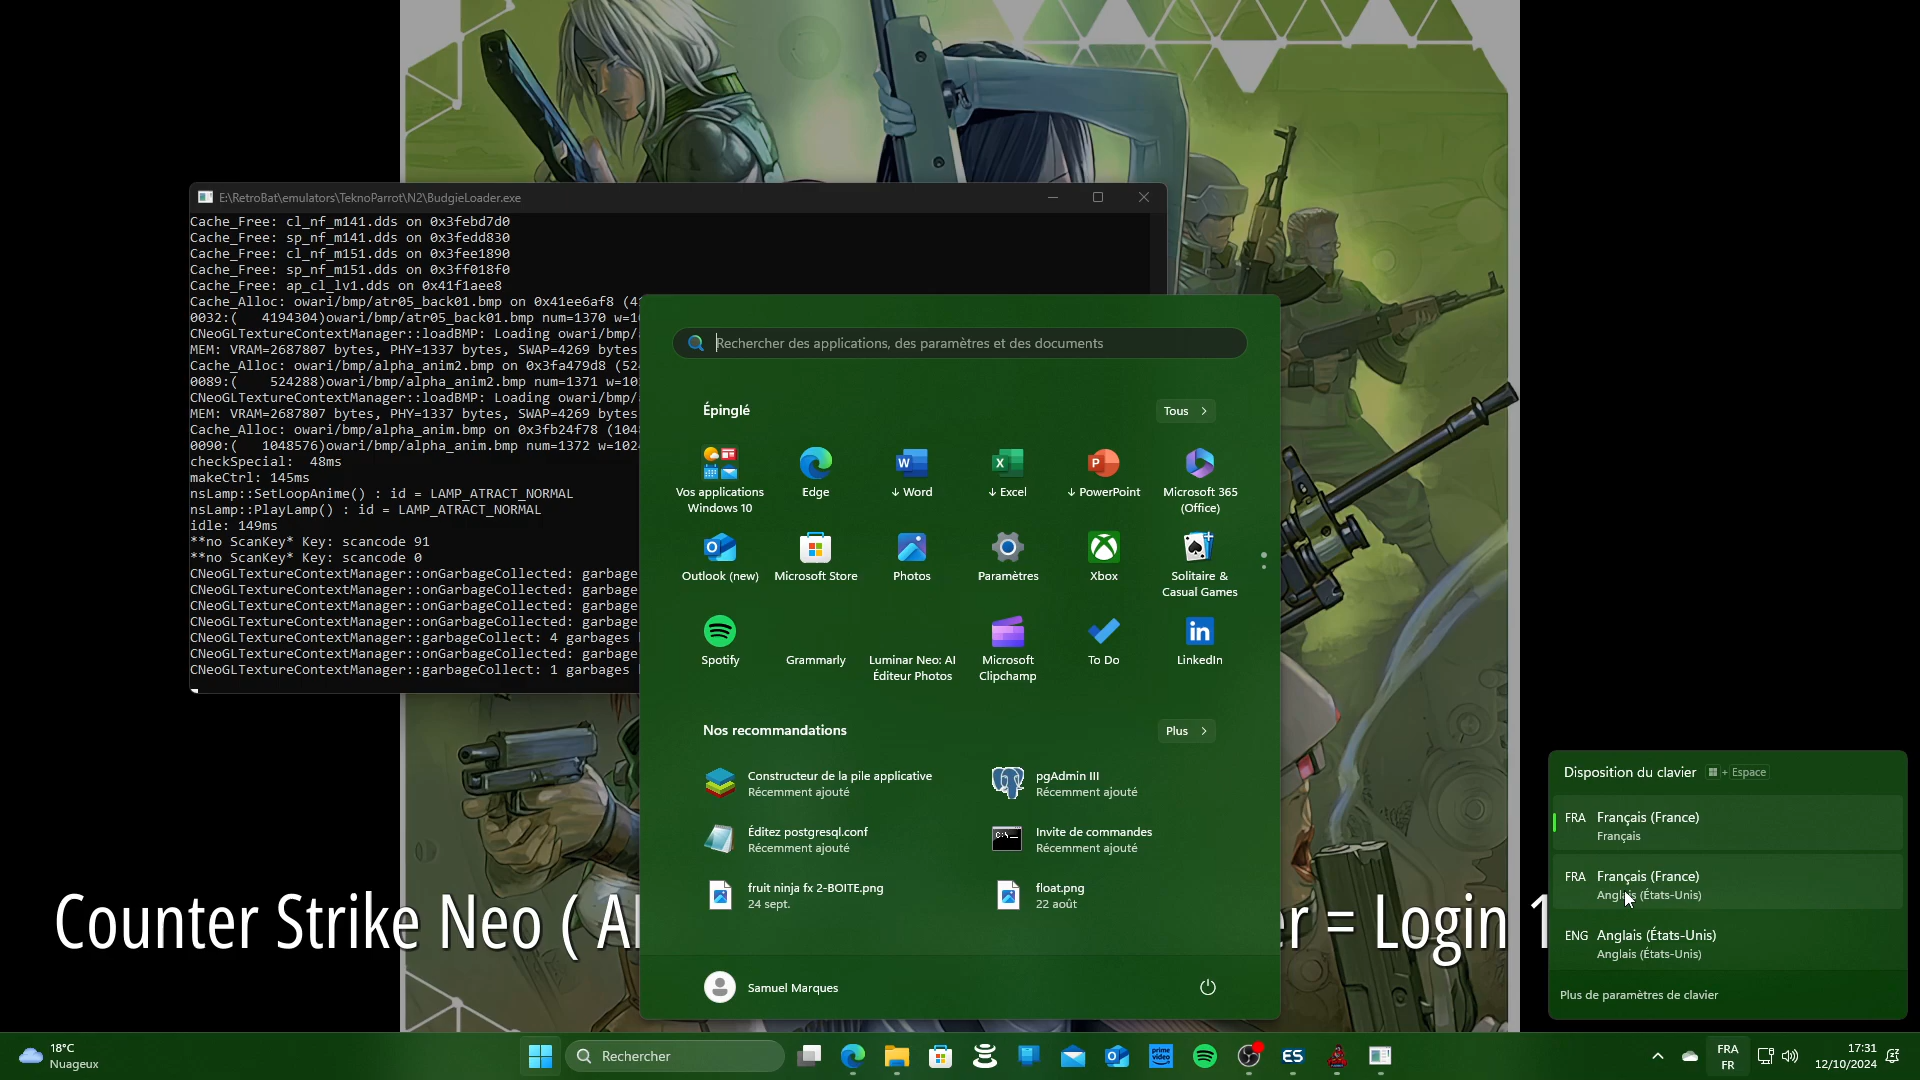 E:\RetroBat\emulators\TeknoParrot\N2\BudgieLoader.exe
Cache_Free: cl_nf_m141.dds on 0x3febd7d0
Cache_Free: sp_nf_m141.dds on 0x3fedd830
Cache_Free: cl_nf_m151.dds on 0x3fee1890
Cache_Free: sp_nf_m151.dds on 0x3ff018f0
Cache_Free: ap_cl_lv1.dds on 0x41f1aee8
Cache_Alloc: owari/bmp/atr05_back01.bmp on 0x41ee6af8 (4
0032:(   4194304)owari/bmp/atr05_back01.bmp num=1370 w=1
CNeoGLTextureContextManager::loadBMP: Loading owari/bmp/
MEM: VRAM=2687807 bytes, PHY=1337 bytes, SWAP=4269 bytes
Cache_Alloc: owari/bmp/alpha_anim2.bmp on 0x3fa479d8 (52
0089:(    524288)owari/bmp/alpha_anim2.bmp num=1371 w=10
CNeoGLTextureContextManager::loadBMP: Loading owari/bmp/
MEM: VRAM=2687807 bytes, PHY=1337 bytes, SWAP=4269 bytes
Cache_Alloc: owari/bmp/alpha_anim.bmp on 0x3fb24f78 (104
0090:(   1048576)owari/bmp/alpha_anim.bmp num=1372 w=102
checkSpecial:  48ms
makeCtrl: 145ms
nsLamp::SetLoopAnime() : id = LAMP_ATRACT_NORMAL
nsLamp::PlayLamp() : id = LAMP_ATRACT_NORMAL
idle: 149ms
**no ScanKey* Key: scancode 91
**no ScanKey* Key: scancode 0
CNeoGLTextureContextManager::onGarbageCollected: garbage
CNeoGLTextureContextManager::onGarbageCollected: garbage
CNeoGLTextureContextManager::onGarbageCollected: garbage
CNeoGLTextureContextManager::onGarbageCollected: garbage
CNeoGLTextureContextManager::garbageCollect: 4 garbages
CNeoGLTextureContextManager::onGarbageCollected: garbage
CNeoGLTextureContextManager::garbageCollect: 1 garbages
Rechercher des applications, des paramètres et des documents
Épinglé
Tous
Vos applications Windows 10
Edge
↓ Word
↓ Excel
↓ PowerPoint
Microsoft 365 (Office)
Outlook (new)
Microsoft Store
Photos
Paramètres
Xbox
Solitaire & Casual Games
Spotify
Grammarly
Luminar Neo: AI Éditeur Photos
Microsoft Clipchamp
To Do
LinkedIn
Nos recommandations
Plus
Constructeur de la pile applicative
Récemment ajouté
pgAdmin III
Récemment ajouté
Éditez postgresql.conf
Récemment ajouté
Invite de commandes
Récemment ajouté
fruit ninja fx 2-BOITE.png
24 sept.
float.png
22 août
Samuel Marques
Counter Strike Neo ( A
er = Login 1
Disposition du clavier + Espace
FRA Français (France)
Français
FRA Français (France)
Anglais (États-Unis)
ENG Anglais (États-Unis)
Anglais (États-Unis)
Plus de paramètres de clavier
18°C
Nuageux
Rechercher
prime video
ES
FRA
FR
17:31
12/10/2024